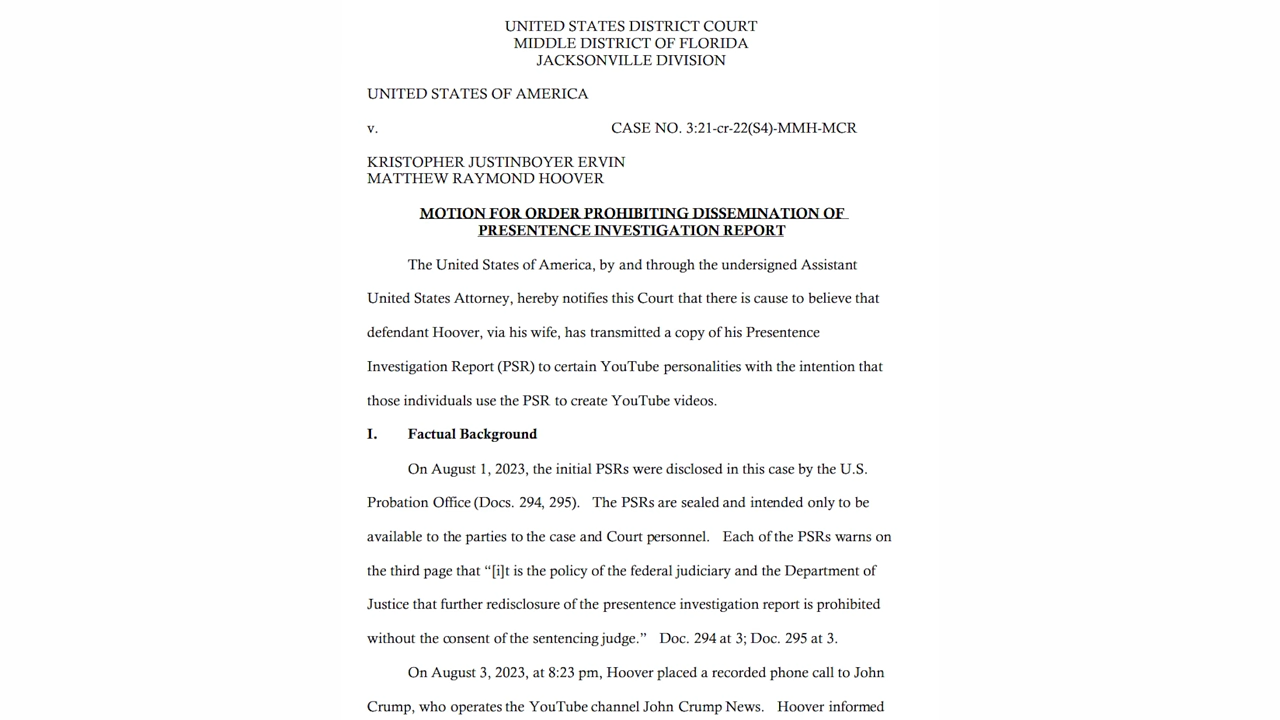 UNITED STATES DISTRICT COURT
MIDDLE DISTRICT OF FLORIDA
JACKSONVILLE DIVISION
UNITED STATES OF AMERICA
v. CASE NO. 3:21-cr-22(S4)-MMH-MCR
KRISTOPHER JUSTINBOYER ERVIN
MATTHEW RAYMOND HOOVER
MOTION FOR ORDER PROHIBITING DISSEMINATION OF
PRESENTENCE INVESTIGATION REPORT
The United States of America, by and through the undersigned Assistant
United States Attorney, hereby notifies this Court that there is cause to believe that
defendant Hoover, via his wife, has transmitted a copy of his Presentence
Investigation Report (PSR) to certain YouTube personalities with the intention that
those individuals use the PSR to create YouTube videos.
I. Factual Background
On August 1, 2023, the initial PSRs were disclosed in this case by the U.S.
Probation Office (Docs. 294, 295). The PSRs are sealed and intended only to be
available to the parties to the case and Court personnel. Each of the PSRs warns on
the third page that “[i]t is the policy of the federal judiciary and the Department of
Justice that further redisclosure of the presentence investigation report is prohibited
without the consent of the sentencing judge.” Doc. 294 at 3; Doc. 295 at 3.
On August 3, 2023, at 8:23 pm, Hoover placed a recorded phone call to John
Crump, who operates the YouTube channel John Crump News. Hoover informed